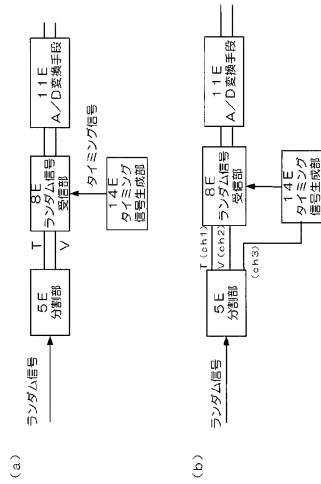 (a)
ランダム信号
5E
分割部
T
V
8E
ランダム信号
受信部
11E
A/D変換手段
タイミング信号
14E
タイミング
信号生成部
(b)
ランダム信号
5E
分割部
T(ch1)
V(ch2)
(ch3)
8E
ランダム信号
受信部
11E
A/D変換手段
14E
タイミング
信号生成部